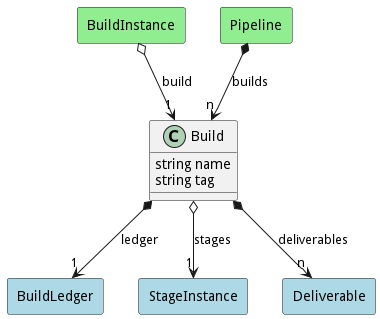 BuildInstance
Pipeline
build
builds
1
n
C Build
string name
string tag
ledger
stages
deliverables
1
1
n
BuildLedger
StageInstance
Deliverable